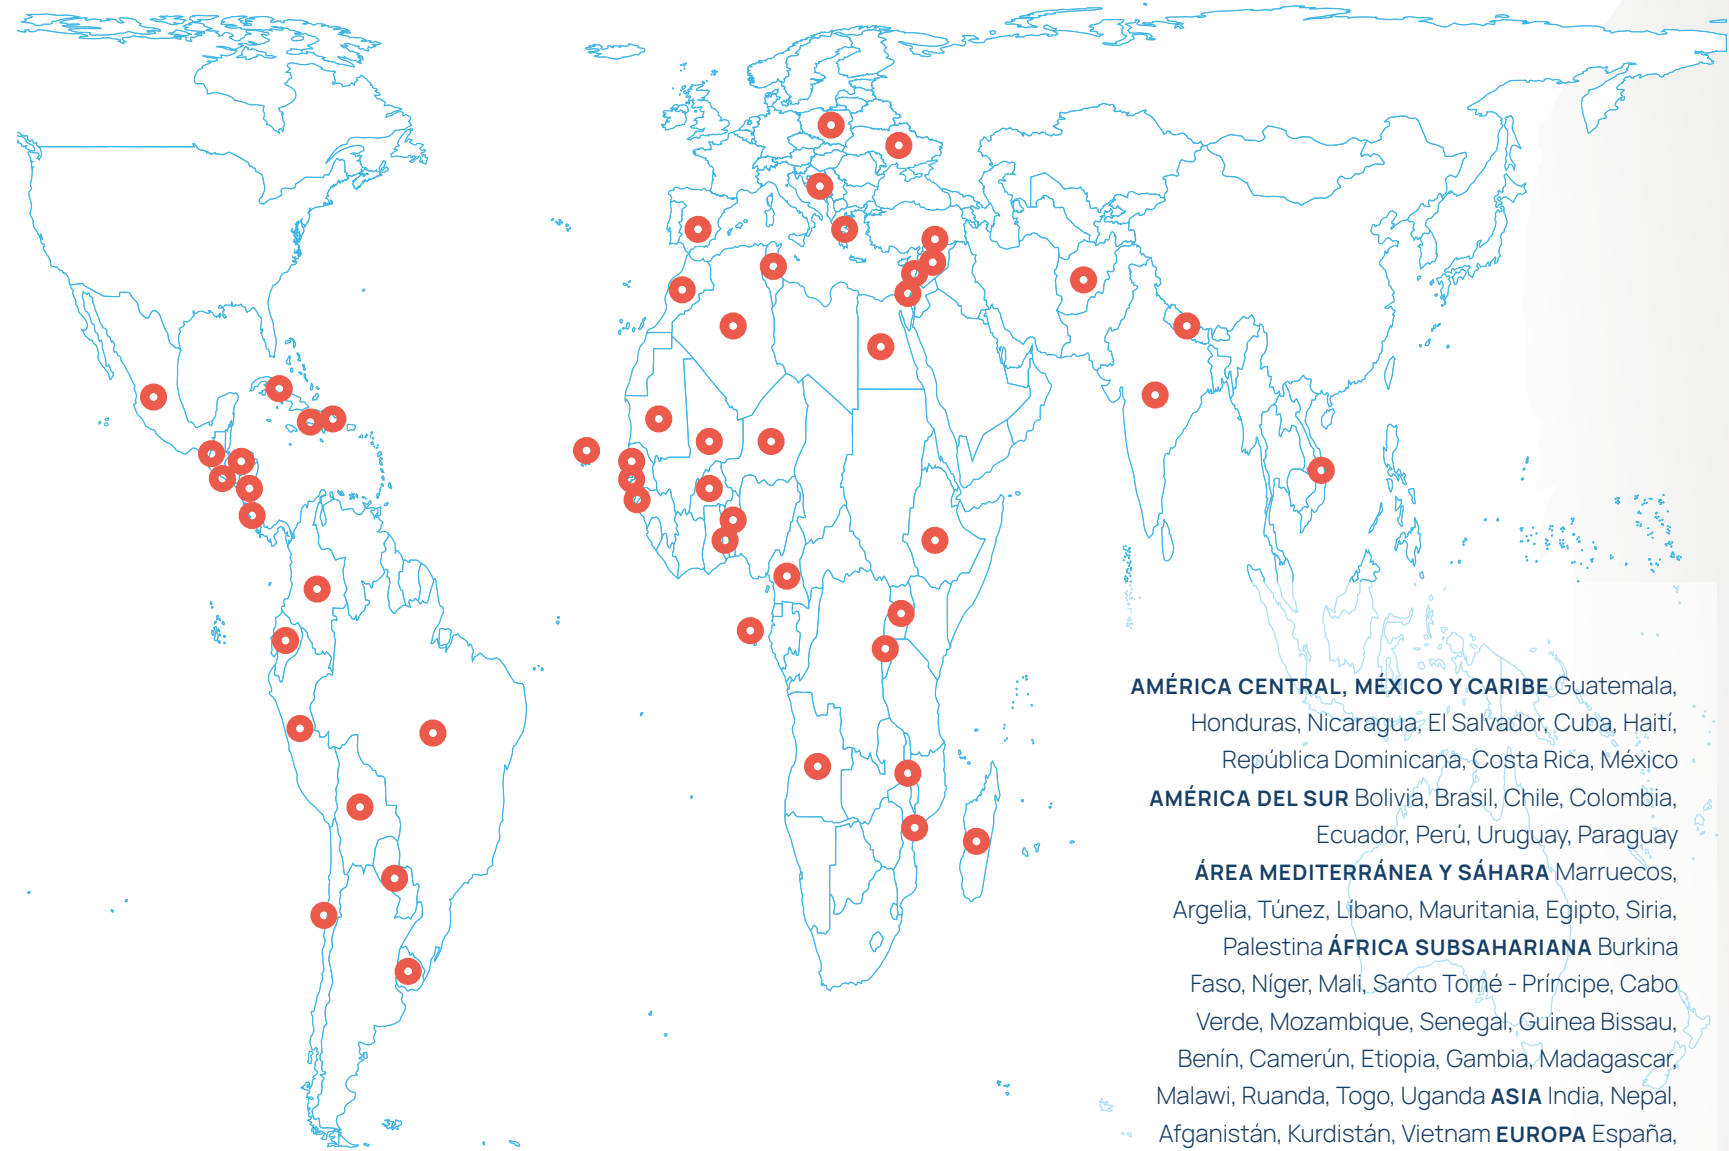 AMÉRICA CENTRAL, MÉXICO Y CARIBE Guatemala,
Honduras, Nicaragua, El Salvador, Cuba, Haití,
República Dominicana, Costa Rica, México
AMÉRICA DEL SUR Bolivia, Brasil, Chile, Colombia,
Ecuador, Perú, Uruguay, Paraguay
ÁREA MEDITERRÁNEA Y SÁHARA Marruecos,
Argelia, Túnez, Líbano, Mauritania, Egipto, Siria,
Palestina ÁFRICA SUBSAHARIANA Burkina
Faso, Níger, Mali, Santo Tomé - Príncipe, Cabo
Verde, Mozambique, Senegal, Guinea Bissau,
Benín, Camerún, Etiopia, Gambia, Madagascar,
Malawi, Ruanda, Togo, Uganda ASIA India, Nepal,
Afganistán, Kurdistán, Vietnam EUROPA España,